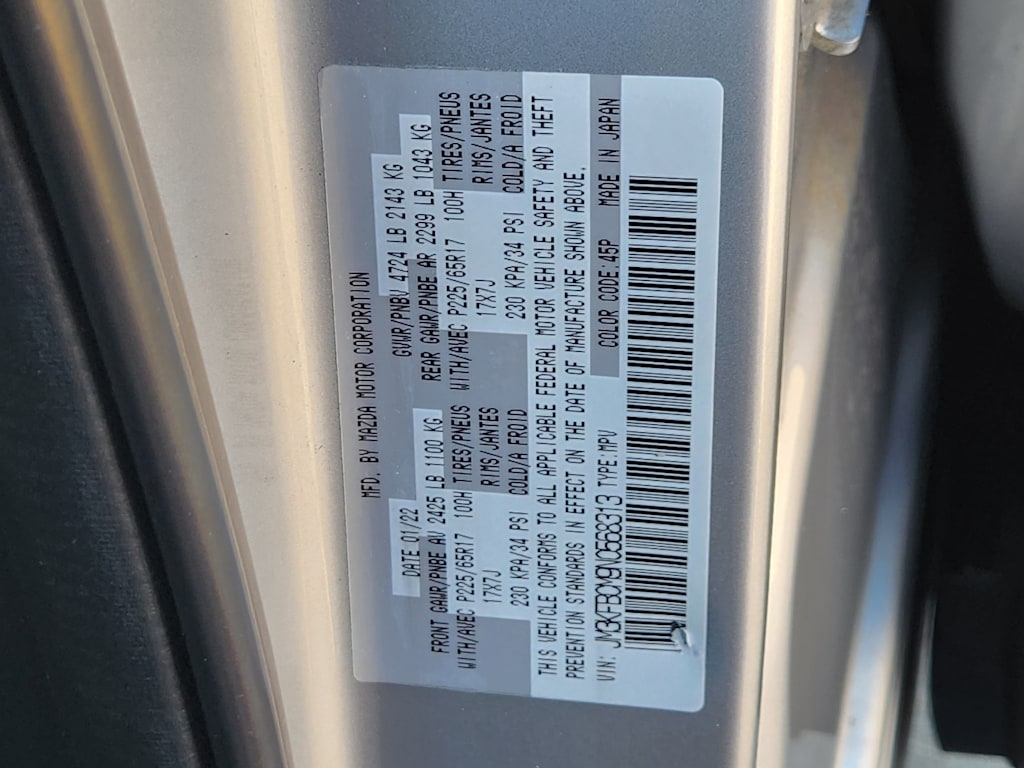 MFD. BY MAZDA MOTOR CORPORATION
DATE 01/22 GVWR/PNBV 4724 LB 2143 KG
FRONT GAWR/PNBE AV 2425 LB 1100 KG REAR GAWR/PNBE AR 2299 LB 1043 KG
WITH/AVEC P225/65R17 100H TIRES/PNEUS WITH/AVEC P225/65R17 100H TIRES/PNEUS
17X7J RIMS/JANTES 17X7J RIMS/JANTES
230 KPA/34 PSI COLD/A FROID 230 KPA/34 PSI COLD/A FROID
THIS VEHICLE CONFORMS TO ALL APPLICABLE FEDERAL MOTOR VEHICLE SAFETY AND THEFT
PREVENTION STANDARDS IN EFFECT ON THE DATE OF MANUFACTURE SHOWN ABOVE.
VIN: JM3KFBCM9N0568313 TYPE:MPV COLOR CODE:45P MADE IN JAPAN